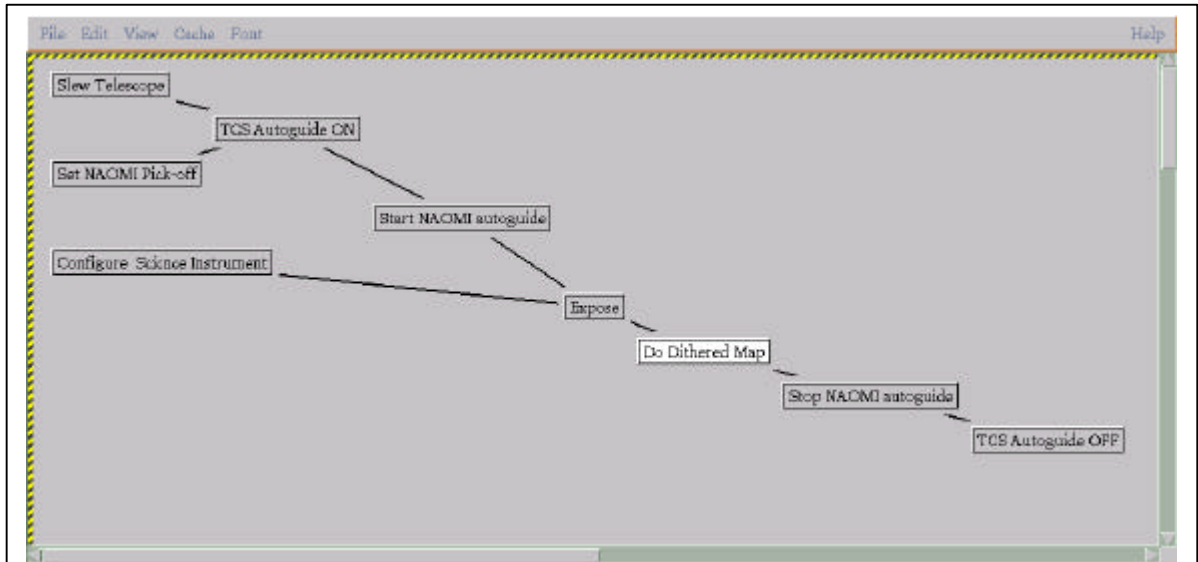 File Edit View Cache Font Help
Slew Telescope
TCS Autoguide ON
Set NAOMI Pick-off
Start NAOMI autoguide
Configure Scince Instrument
Expose
Do Dithered Map
Stop NAOMI autoguide
TCS Autoguide OFF